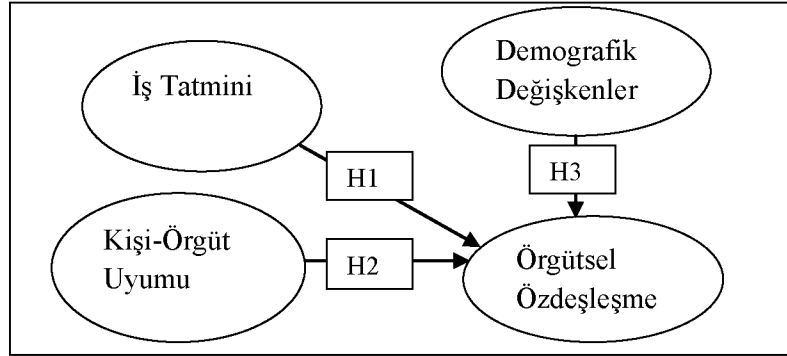 İş Tatmini
Demografik
Değişkenler
H1
H3
Kişi-Örgüt
Uyumu
H2
Örgütsel
Özdeşleşme